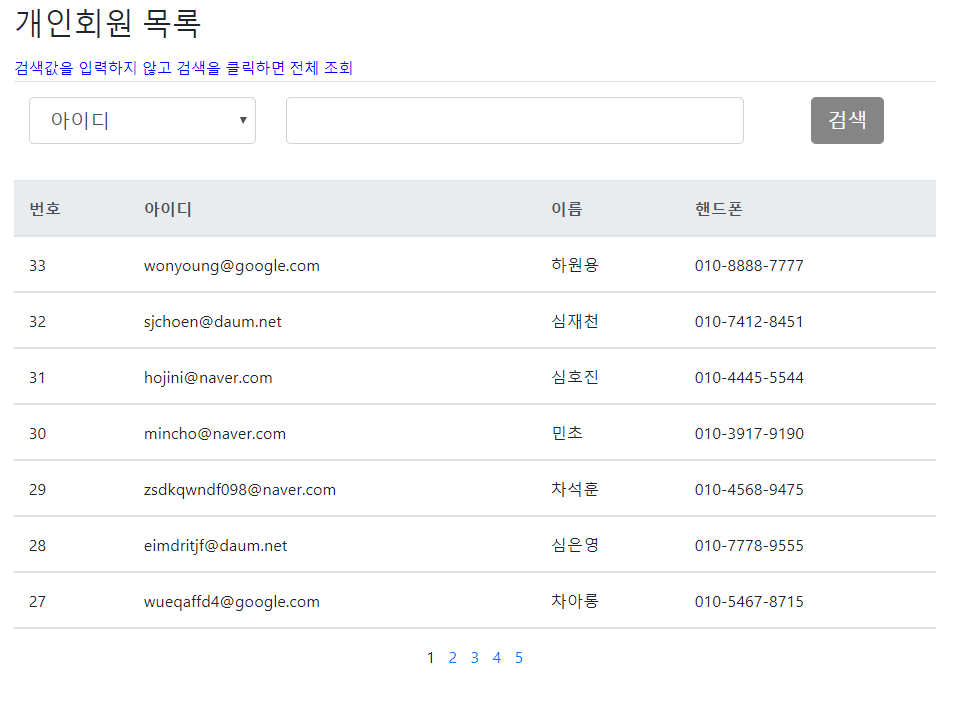 개인회원 목록
검색값을 입력하지 않고 검색을 클릭하면 전체 조회
아이디 검색
번호 아이디 이름 핸드폰
33 wonyoung@google.com 하원용 010-8888-7777
32 sjchoen@daum.net 심재천 010-7412-8451
31 hojini@naver.com 심호진 010-4445-5544
30 mincho@naver.com 민초 010-3917-9190
29 zsdkqwndf098@naver.com 차석훈 010-4568-9475
28 eimdritjf@daum.net 심은영 010-7778-9555
27 wueqaffd4@google.com 차아롱 010-5467-8715
1 2 3 4 5